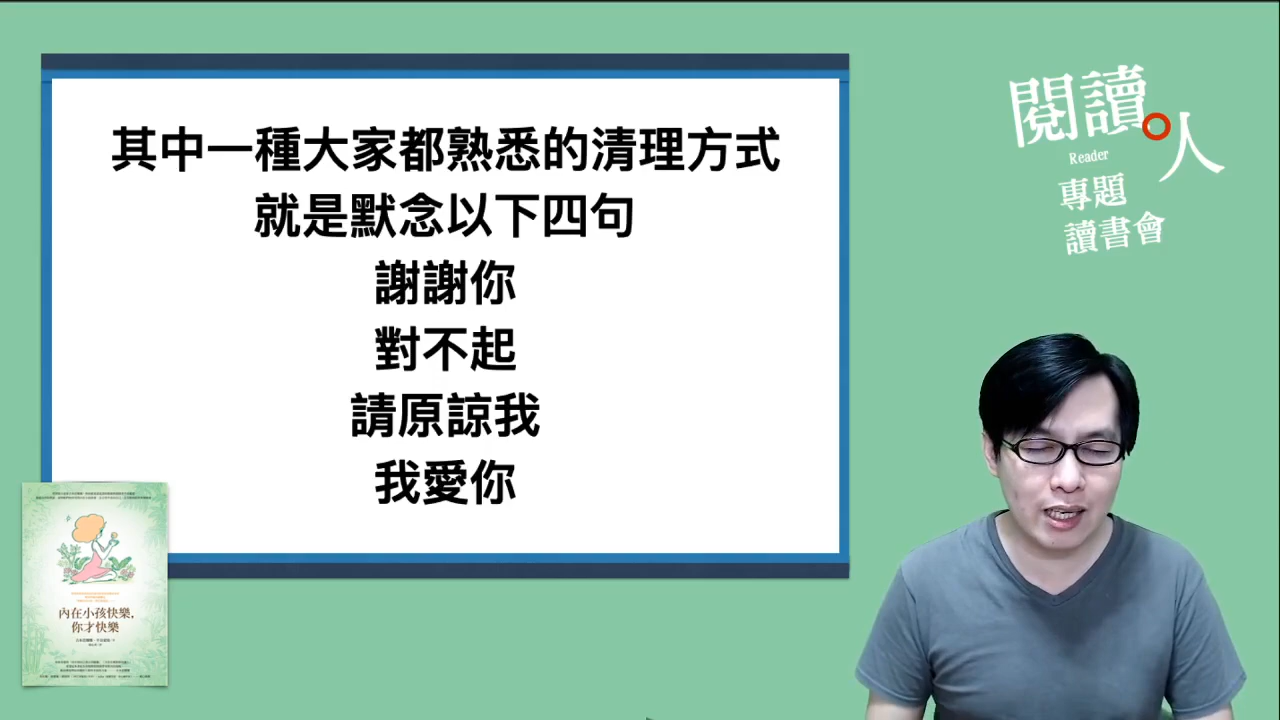 其中一種大家都熟悉的清理方式
就是默念以下四句
謝謝你
對不起
請原諒我
我愛你
閱讀人
Reader
專題
讀書會
內在小孩快樂,
你才快樂